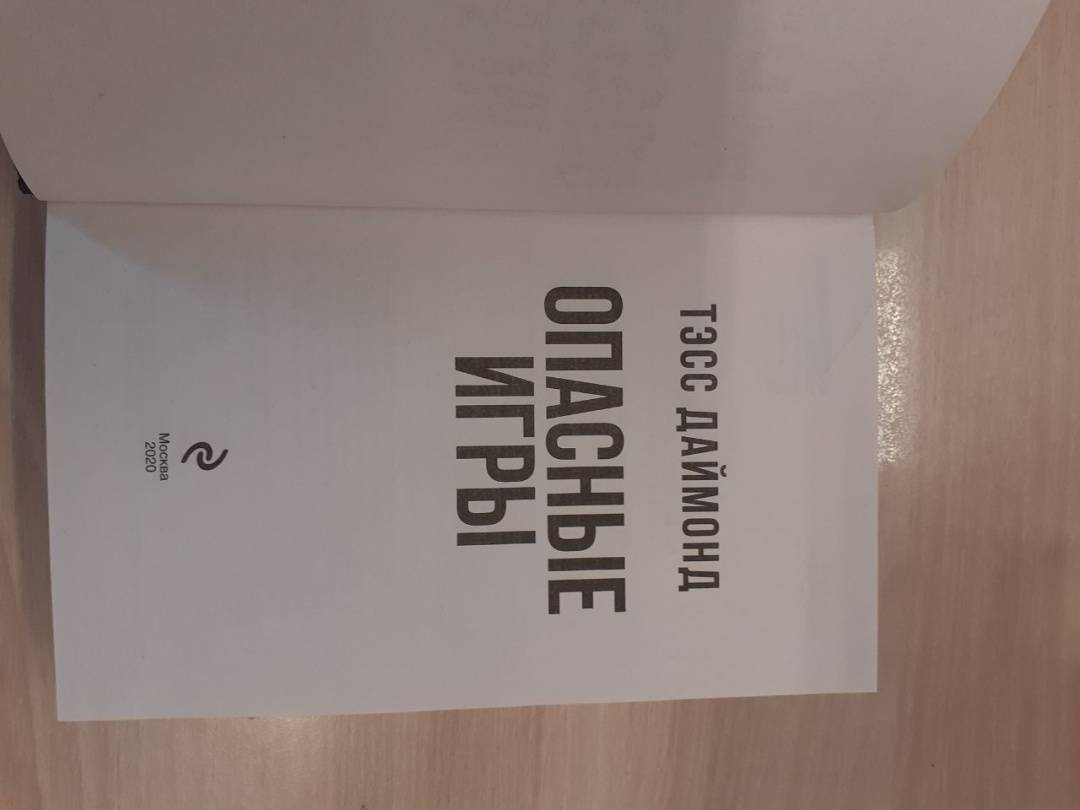 ТЭСС ДАЙМОНД
ОПАСНЫЕ
ИГРЫ
Москва
2020